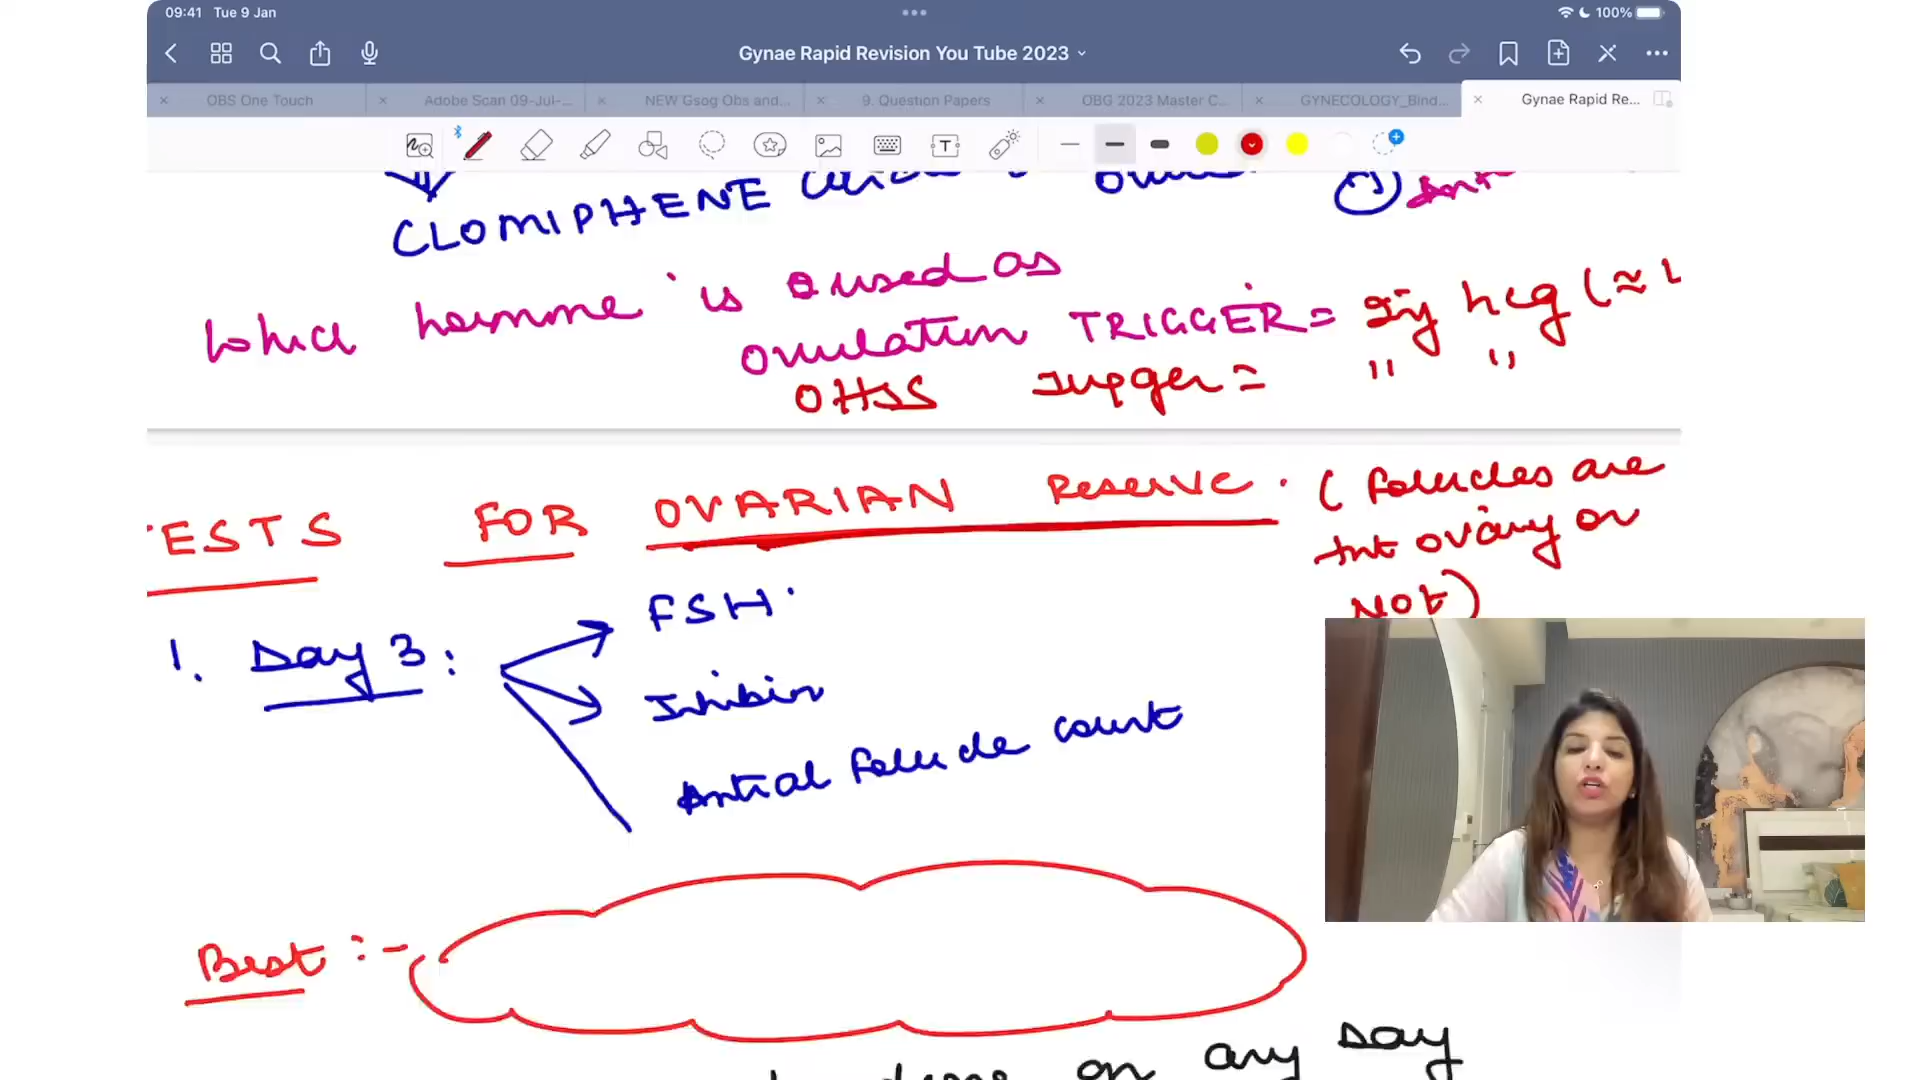 09:41 Tue 9 Jan
100%
Gynae Rapid Revision You Tube 2023
OBS One Touch
Adobe Scan 09-Jul-...
NEW Gsog Obs and...
9. Question Papers
OBG 2023 Master C...
GYNECOLOGY_Bind...
Gynae Rapid Re...
CLOMIPHENE
which hormone is used as
ovulation TRIGGER = Inj hcg (≈ L
OHSS Trigger = " "
TESTS FOR OVARIAN Reserve. (Follicles are
in ovary or
Not)
1. Day 3:
FSH
Inhibin
Antral follicle count
Best :-
on any Day